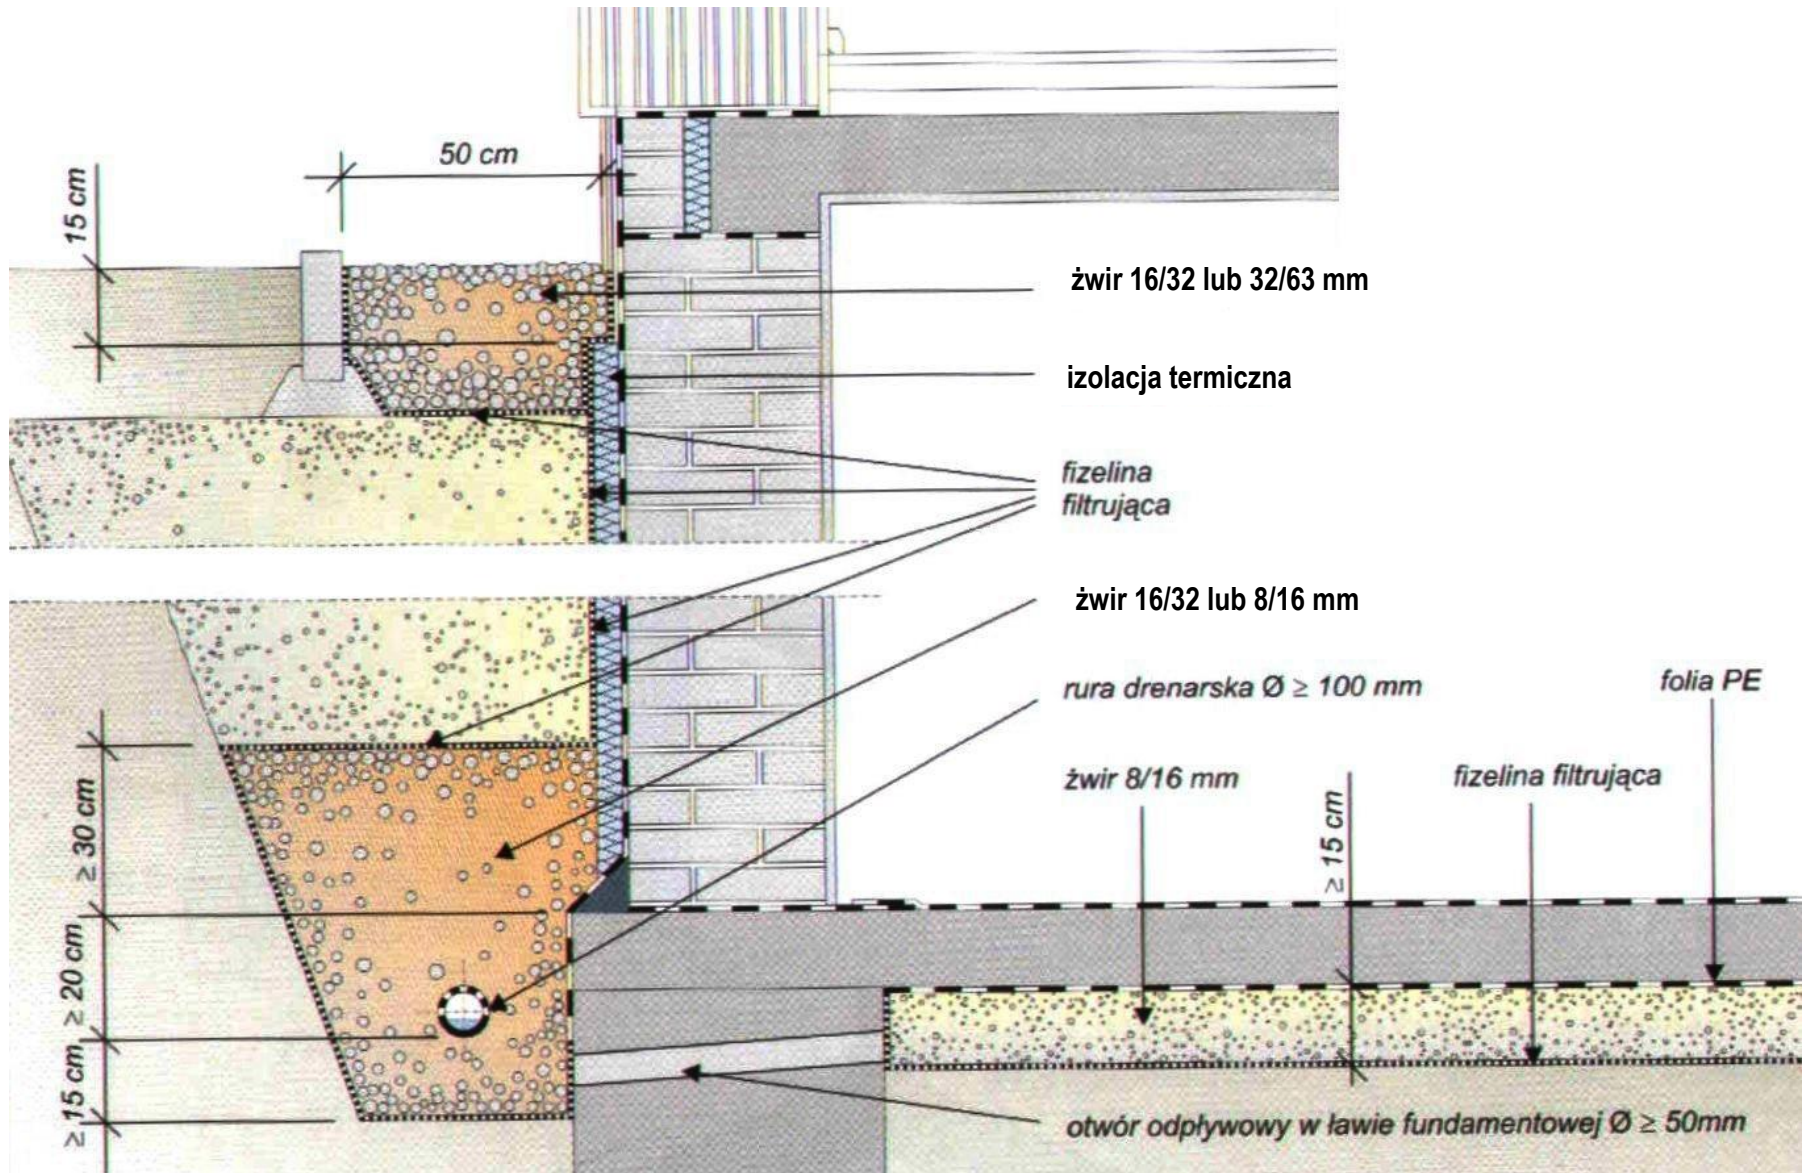 50 cm
15 cm
żwir 16/32 lub 32/63 mm
izolacja termiczna
fizelina
filtrująca
żwir 16/32 lub 8/16 mm
rura drenarska Ø ≥ 100 mm
folia PE
żwir 8/16 mm
fizelina filtrująca
≥ 15 cm
≥ 30 cm
≥ 20 cm
≥ 15 cm
otwór odpływowy w ławie fundamentowej Ø ≥ 50mm